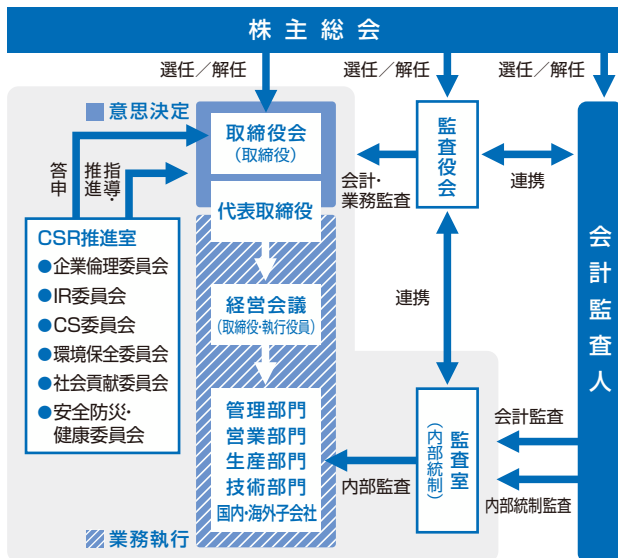 株主総会
選任／解任
選任／解任
選任／解任
意思決定
取締役会
（取締役）
代表取締役
監査役会
会計・
業務監査
連携
会計監査人
答申
指導・
推進
CSR推進室
●企業倫理委員会
●IR委員会
●CS委員会
●環境保全委員会
●社会貢献委員会
●安全防災・
健康委員会
経営会議
（取締役・執行役員）
連携
管理部門
営業部門
生産部門
技術部門
国内・海外子会社
内部監査
監査室
（内部統制）
会計監査
内部統制監査
業務執行